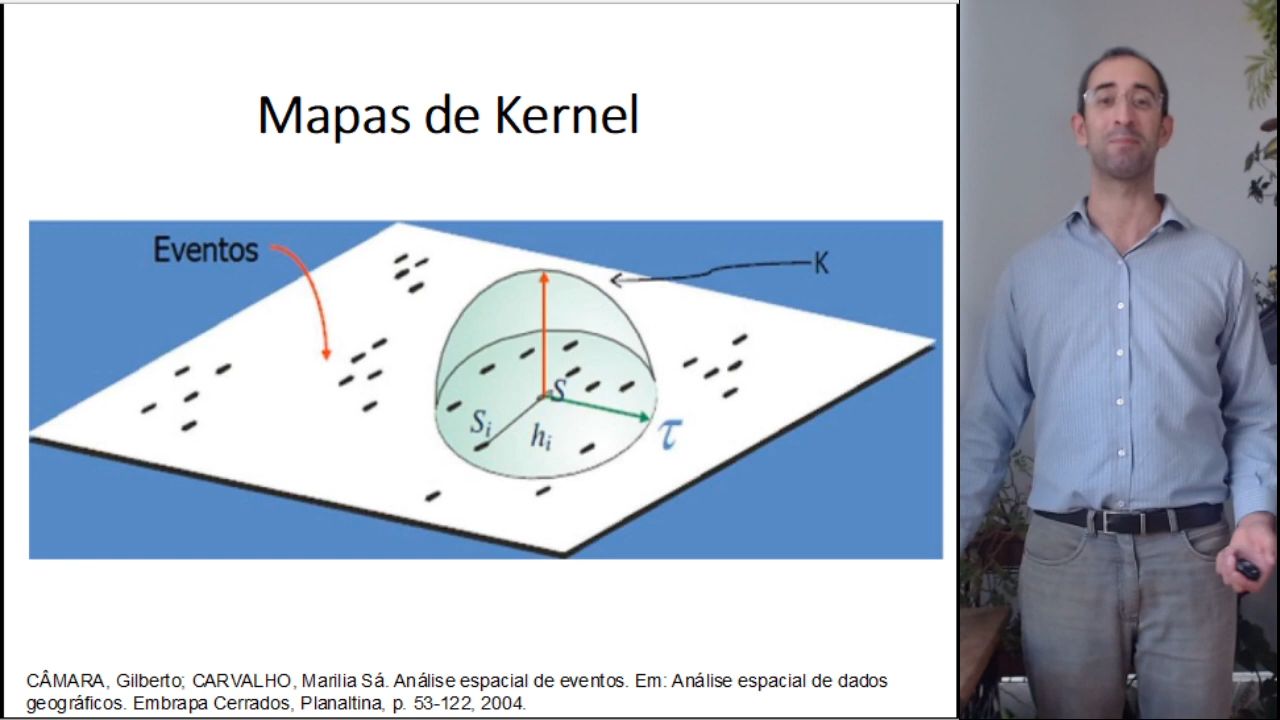 Mapas de Kernel
Eventos
K
S
Si
hi
τ
CÂMARA, Gilberto; CARVALHO, Marilia Sá. Análise espacial de eventos. Em: Análise espacial de dados
geográficos. Embrapa Cerrados, Planaltina, p. 53-122, 2004.